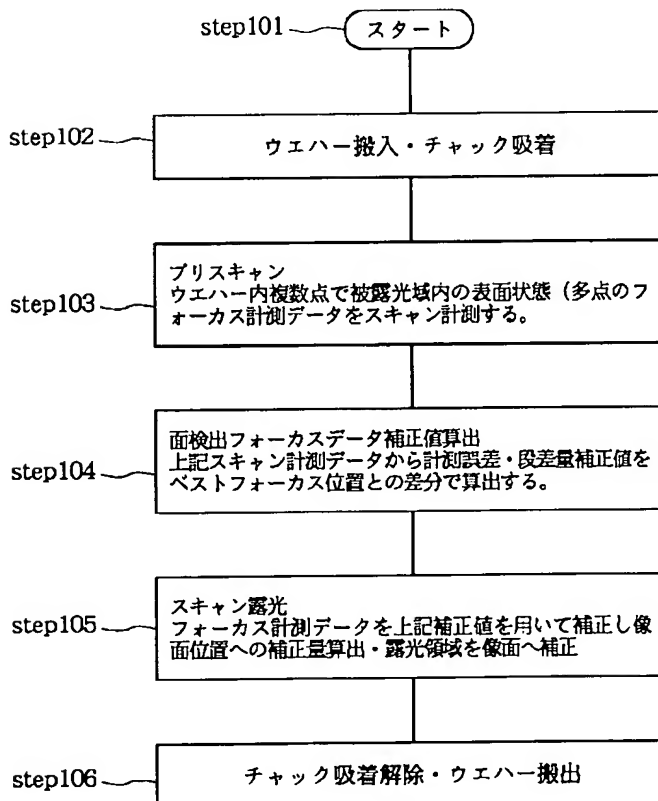 step101
スタート
step102
ウエハー搬入・チャック吸着
step103
プリスキャン
ウエハー内複数点で被露光域内の表面状態（多点のフ
ォーカス計測データをスキャン計測する。
step104
面検出フォーカスデータ補正値算出
上記スキャン計測データから計測誤差・段差量補正値を
ベストフォーカス位置との差分で算出する。
step105
スキャン露光
フォーカス計測データを上記補正値を用いて補正し像
面位置への補正量算出・露光領域を像面へ補正
step106
チャック吸着解除・ウエハー搬出